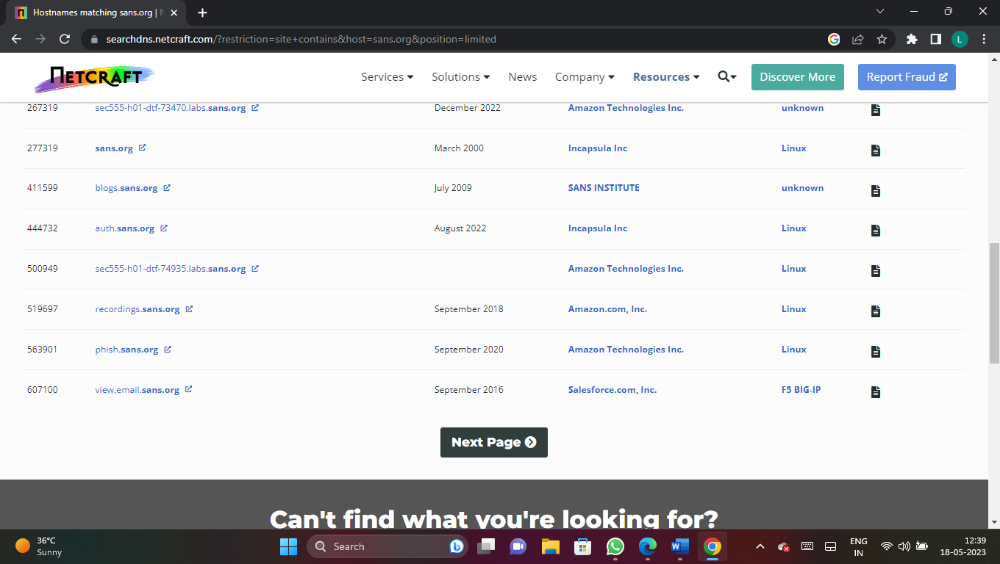 Hostnames matching sans.org |
searchdns.netcraft.com/?restriction=site+contains&host=sans.org&position=limited
L
NETCRAFT
Services Solutions News Company Resources Discover More Report Fraud
267319 sec555-h01-dtf-73470.labs.sans.org December 2022 Amazon Technologies Inc. unknown
277319 sans.org March 2000 Incapsula Inc Linux
411599 blogs.sans.org July 2009 SANS INSTITUTE unknown
444732 auth.sans.org August 2022 Incapsula Inc Linux
500949 sec555-h01-dtf-74935.labs.sans.org Amazon Technologies Inc. Linux
519697 recordings.sans.org September 2018 Amazon.com, Inc. Linux
563901 phish.sans.org September 2020 Amazon Technologies Inc. Linux
607100 view.email.sans.org September 2016 Salesforce.com, Inc. F5 BIG-IP
Next Page
Can't find what you're looking for?
36°C
Sunny
Search
ENG
IN
12:39
18-05-2023